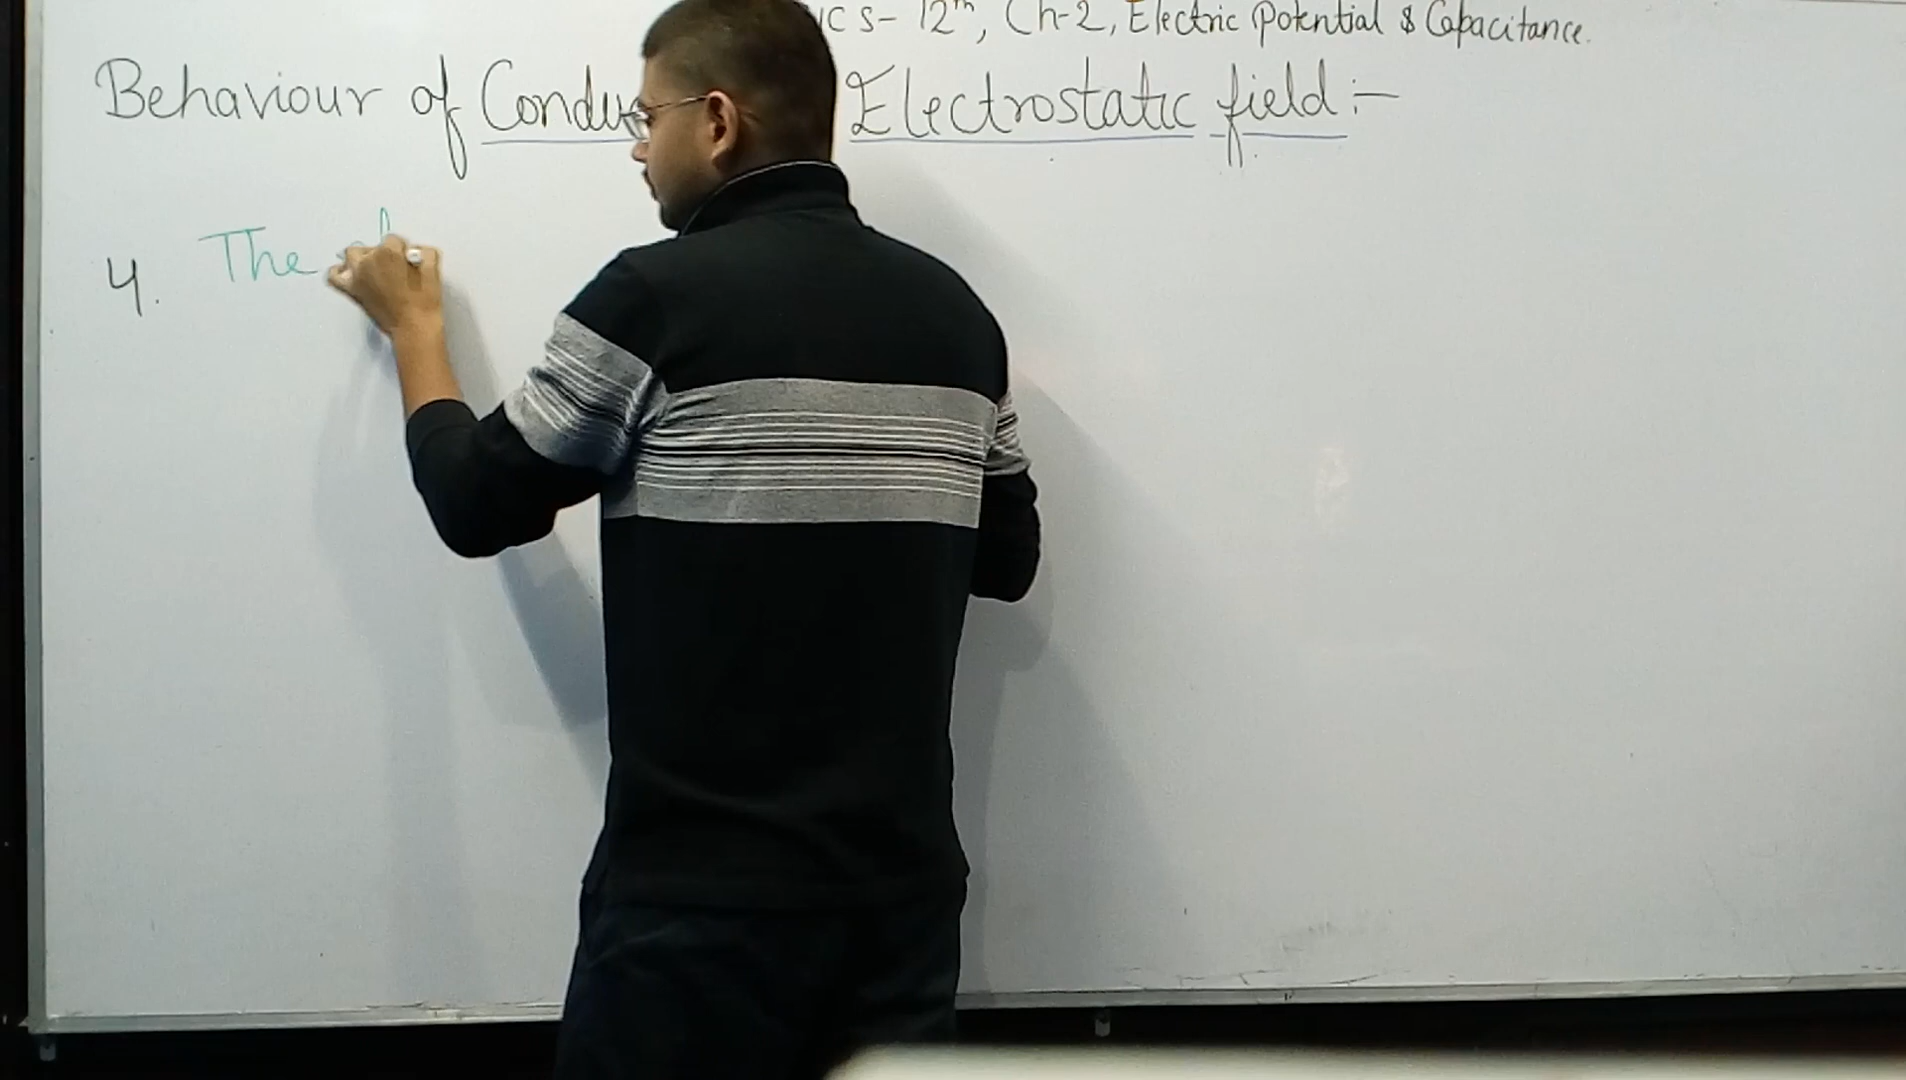 cs- 12th, Ch-2, Electric Potential & Capacitance.
Behaviour of Condu Electrostatic field:-
4. The